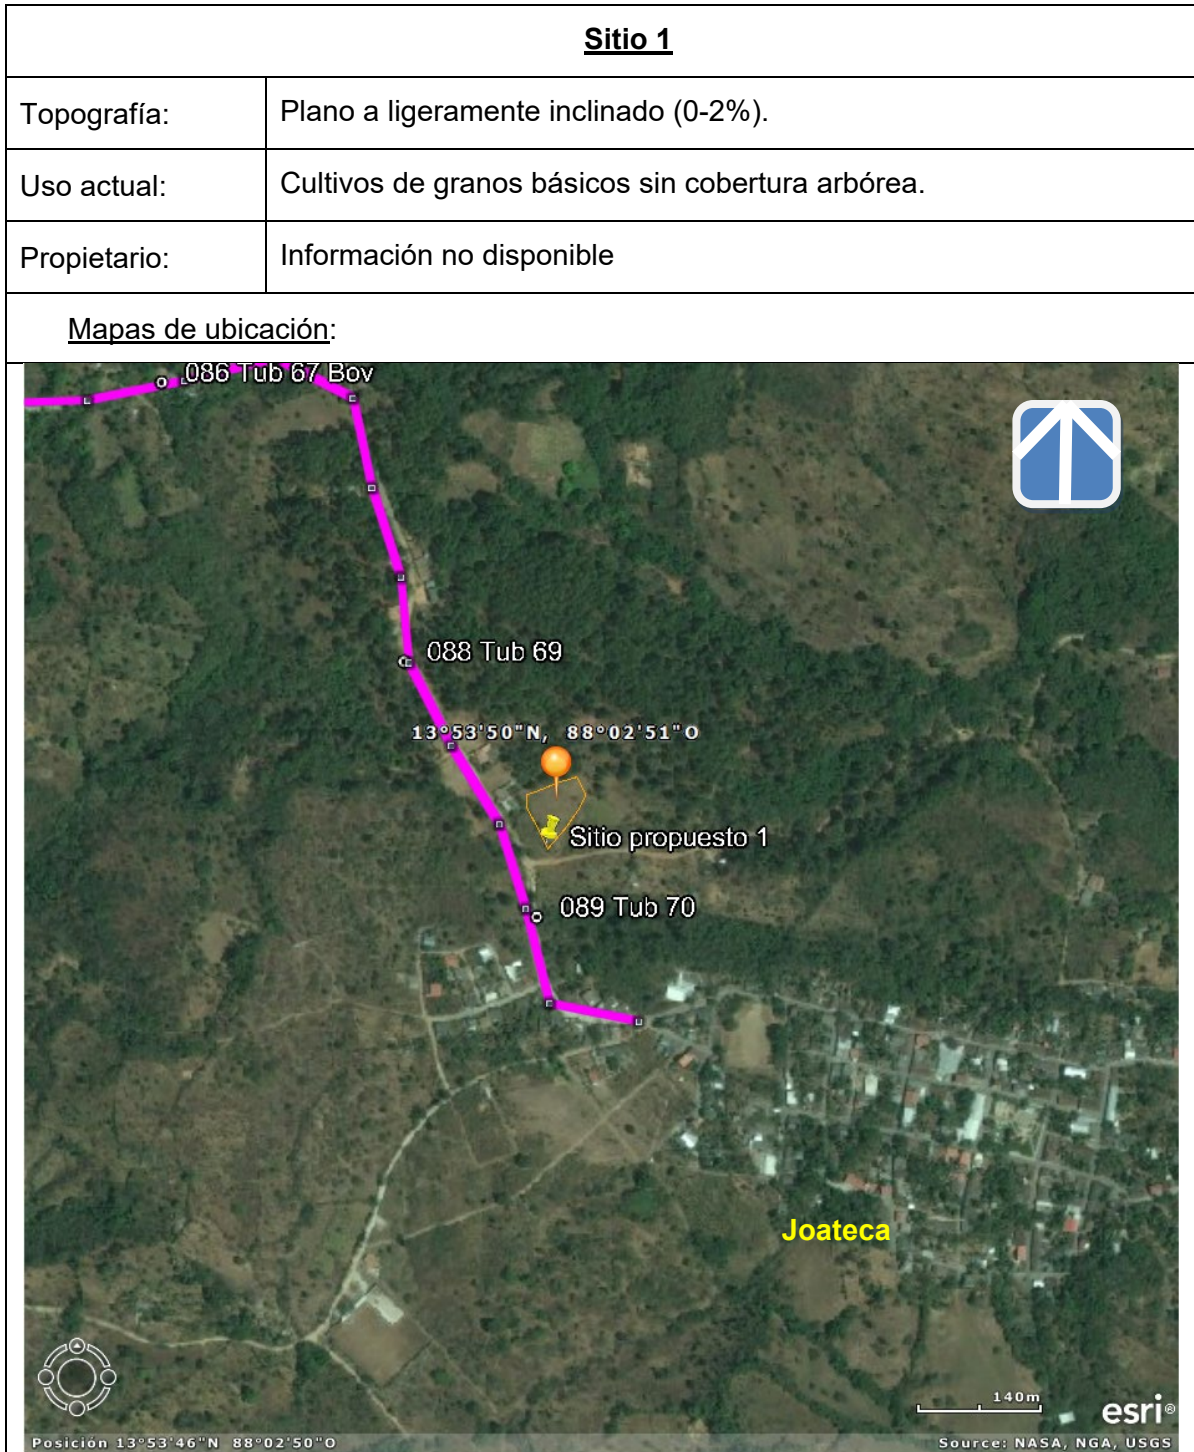 Sitio 1
Topografía:
Plano a ligeramente inclinado (0-2%).
Uso actual:
Cultivos de granos básicos sin cobertura arbórea.
Propietario:
Información no disponible
Mapas de ubicación:
086 Tub 67 Bov
088 Tub 69
13°53'50"N, 88°02'51"O
Sitio propuesto 1
089 Tub 70
Joateca
140m
esri®
Posición 13°53'46"N 88°02'50"O
Source: NASA, NGA, USGS